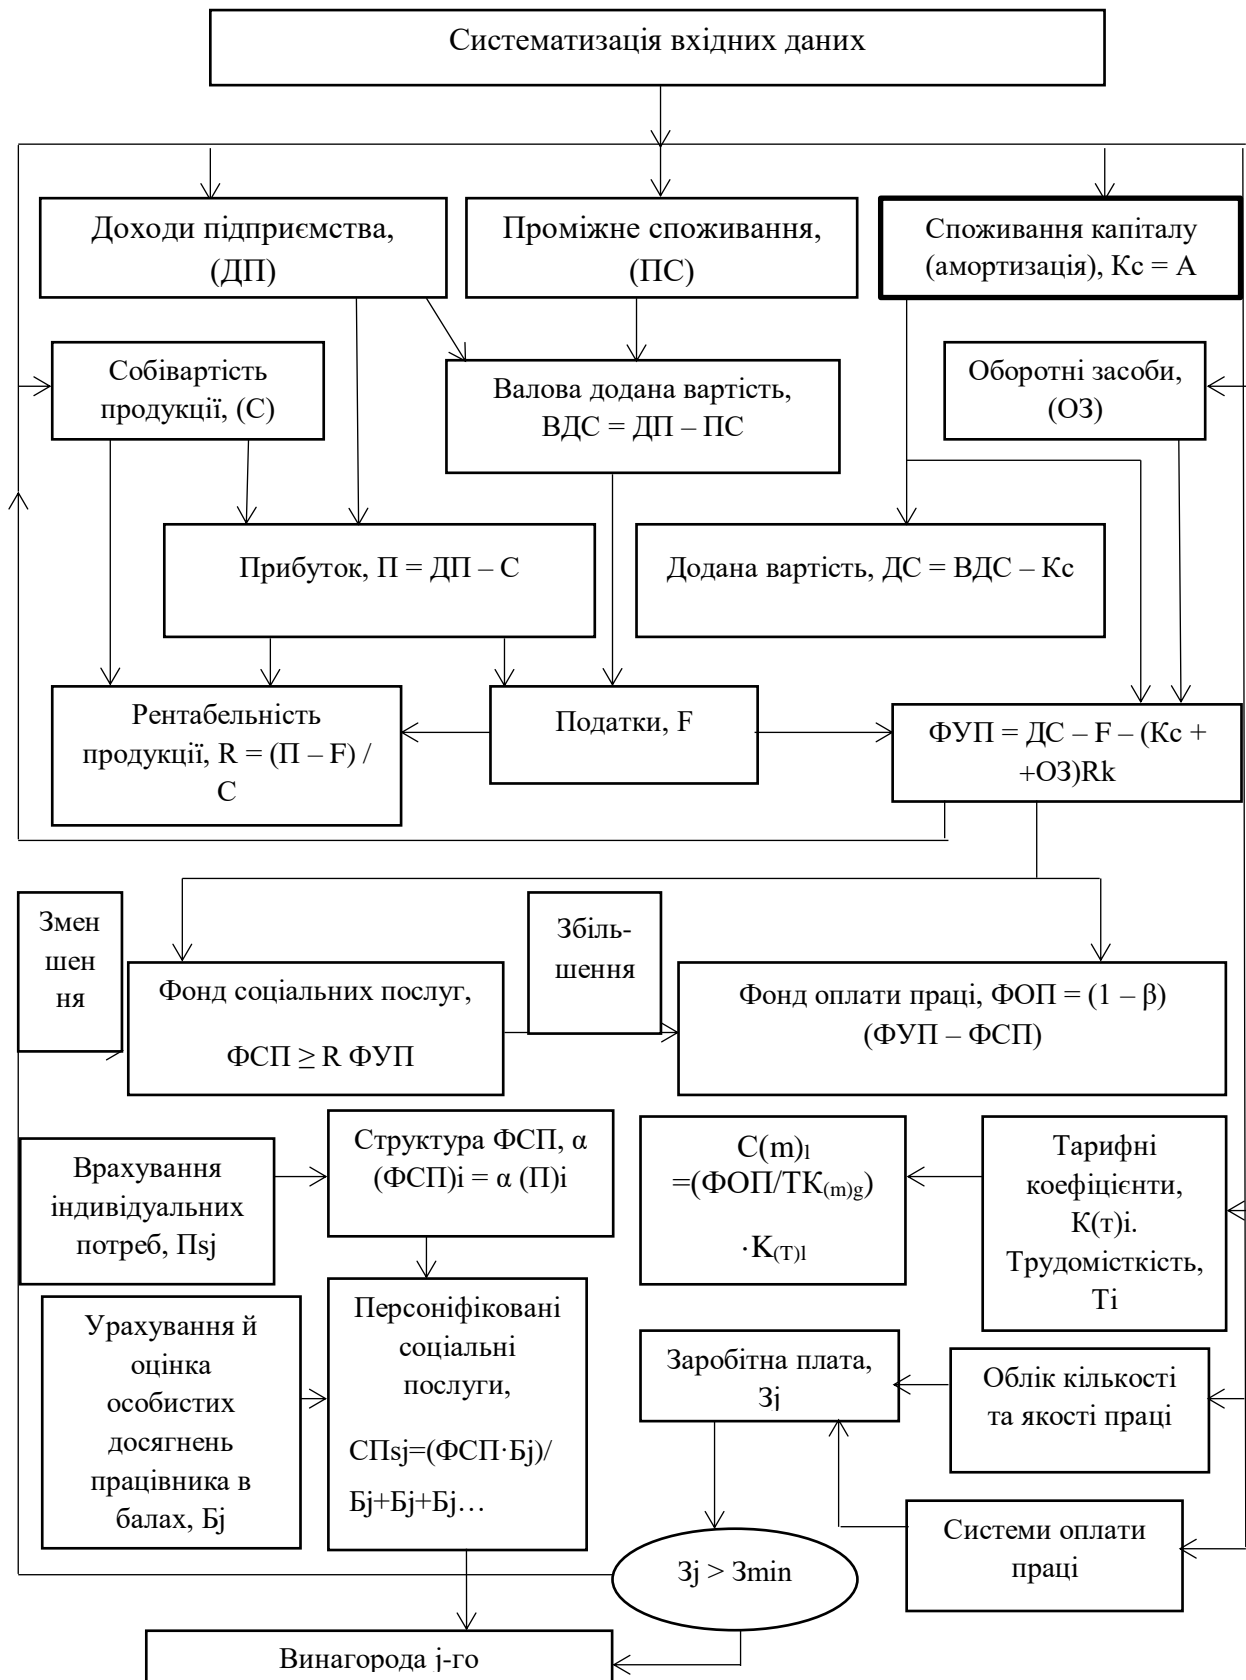 Систематизація вхідних даних
Доходи підприємства,
(ДП)
Проміжне споживання,
(ПС)
Споживання капіталу
(амортизація), Кс = А
Собівартість
продукції, (С)
Валова додана вартість,
ВДС = ДП – ПС
Оборотні засоби,
(ОЗ)
Прибуток, П = ДП – С
Додана вартість, ДС = ВДС – Кс
Рентабельність
продукції, R = (П – F) /
С
Податки, F
ФУП = ДС – F – (Кс +
+ОЗ)Rk
Змен
шен
ня
Фонд соціальних послуг,
ФСП ≥ R ФУП
Збіль-
шення
Фонд оплати праці, ФОП = (1 – β)
(ФУП – ФСП)
Врахування
індивідуальних
потреб, Пsj
Структура ФСП, α
(ФСП)i = α (П)i
С(m)l
=(ФОП/ТК(m)g)
·К(Т)l
Тарифні
коефіцієнти,
К(т)і.
Трудомісткість,
Ті
Урахування й
оцінка
особистих
досягнень
працівника в
балах, Бj
Персоніфіковані
соціальні
послуги,
СПsj=(ФСП·Бj)/
Бj+Бj+Бj…
Заробітна плата,
Зj
Облік кількості
та якості праці
Системи оплати
праці
Зj > Зmin
Винагорода j-го